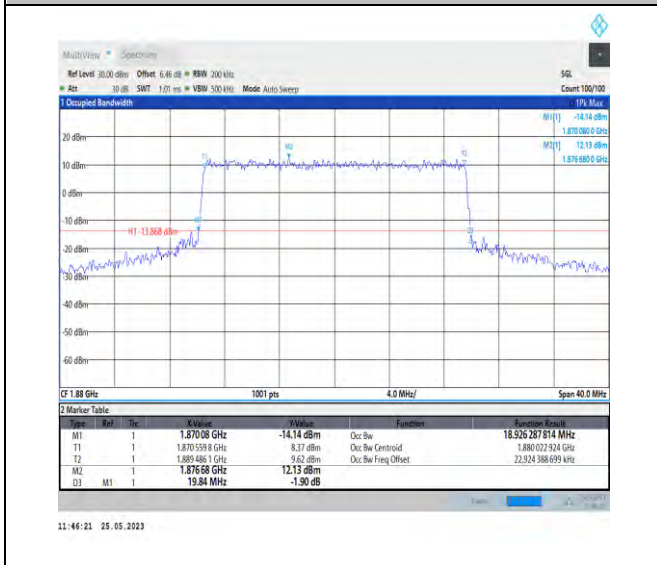 MultiView Spectrum
Ref Level 30.00 dBm Offset 6.46 dB RBW 200 kHz SGL
Att 30 dB SWT 1.01 ms VBW 500 kHz Mode Auto Sweep Count 100/100
1 Occupied Bandwidth 1Pk Max
M1[1] -14.14 dBm
1.870 080 0 GHz
M2[1] 12.13 dBm
1.876 680 0 GHz
20 dBm
T1 M2 T2
10 dBm
0 dBm
-10 dBm
H1 -13.868 dBm
-20 dBm
-30 dBm
-40 dBm
-50 dBm
-60 dBm
CF 1.88 GHz 1001 pts 4.0 MHz/ Span 40.0 MHz
2 Marker Table
Type Ref Trc X-Value Y-Value Function Function Result
M1 1 1.87008 GHz -14.14 dBm Occ Bw 18.926 287 814 MHz
T1 1 1.870 559 8 GHz 8.37 dBm Occ Bw Centroid 1.880 022 924 GHz
T2 1 1.889 486 1 GHz 9.62 dBm Occ Bw Freq Offset 22.924 388 699 kHz
M2 1 1.87668 GHz 12.13 dBm
D3 M1 1 19.84 MHz -1.90 dB
11:46:21 25.05.2023